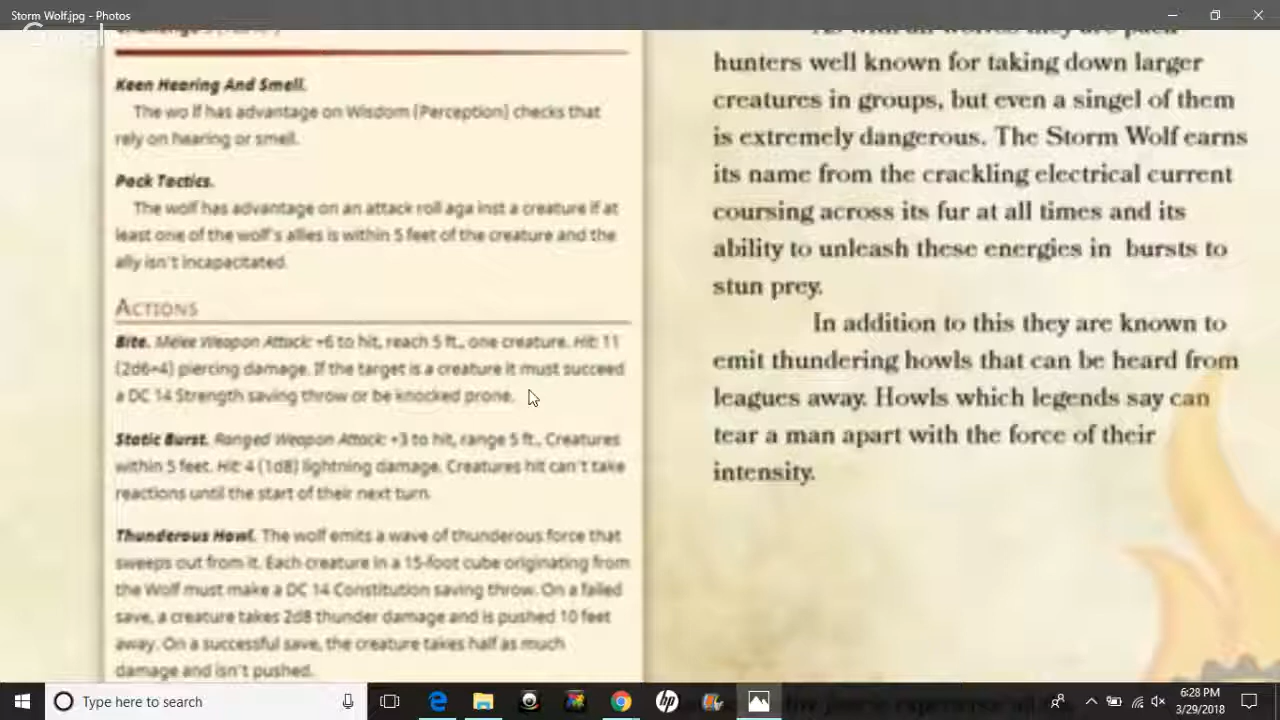 Storm Wolf.jpg - Photos
Keen Hearing And Smell.
The wo lf has advantage on Wisdom (Perception) checks that
rely on hearing or smell.
Pack Tactics.
The wolf has advantage on an attack roll aga inst a creature if at
least one of the wolf's allies is within 5 feet of the creature and the
ally isn't incapacitated.
ACTIONS
Bite. Melee Weapon Attack: +6 to hit, reach 5 ft., one creature. Hit: 11
(2d6+4) piercing damage. If the target is a creature it must succeed
a DC 14 Strength saving throw or be knocked prone.
Static Burst. Ranged Weapon Attack: +3 to hit, range 5 ft., Creatures
within 5 feet. Hit: 4 (1d8) lightning damage. Creatures hit can't take
reactions until the start of their next turn.
Thunderous Howl. The wolf emits a wave of thunderous force that
sweeps out from it. Each creature in a 15-foot cube originating from
the Wolf must make a DC 14 Constitution saving throw. On a failed
save, a creature takes 2d8 thunder damage and is pushed 10 feet
away. On a successful save, the creature takes half as much
damage and isn't pushed.
hunters well known for taking down larger
creatures in groups, but even a singel of them
is extremely dangerous. The Storm Wolf earns
its name from the crackling electrical current
coursing across its fur at all times and its
ability to unleash these energies in bursts to
stun prey.
In addition to this they are known to
emit thundering howls that can be heard from
leagues away. Howls which legends say can
tear a man apart with the force of their
intensity.
Type here to search
hp
6:28 PM
3/29/2018